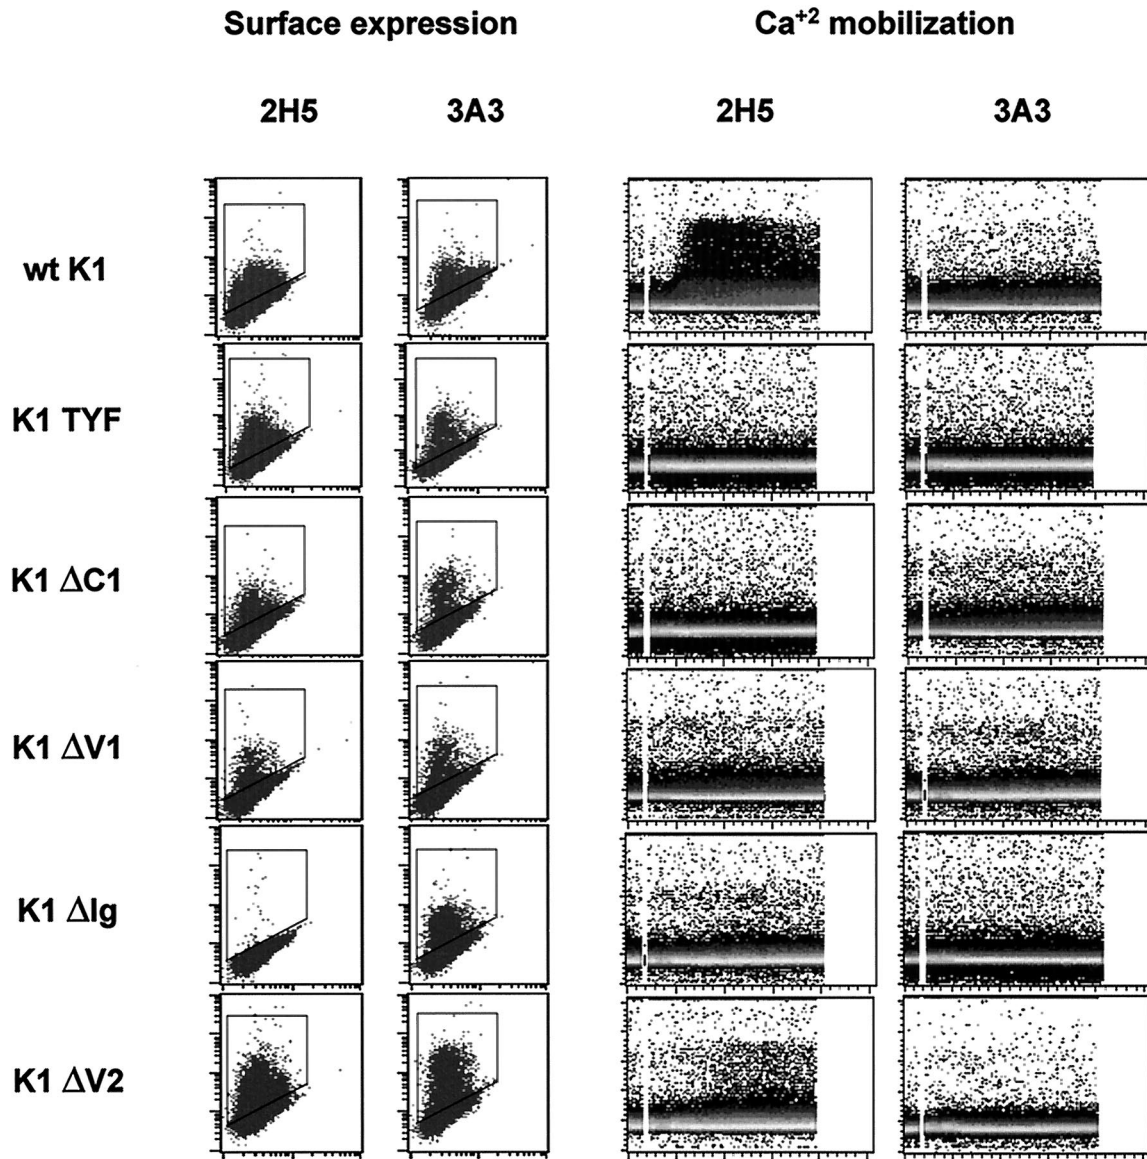 Surface expression Ca+2 mobilization
2H5 3A3 2H5 3A3
wt K1
K1 TYF
K1 ΔC1
K1 ΔV1
K1 ΔIg
K1 ΔV2